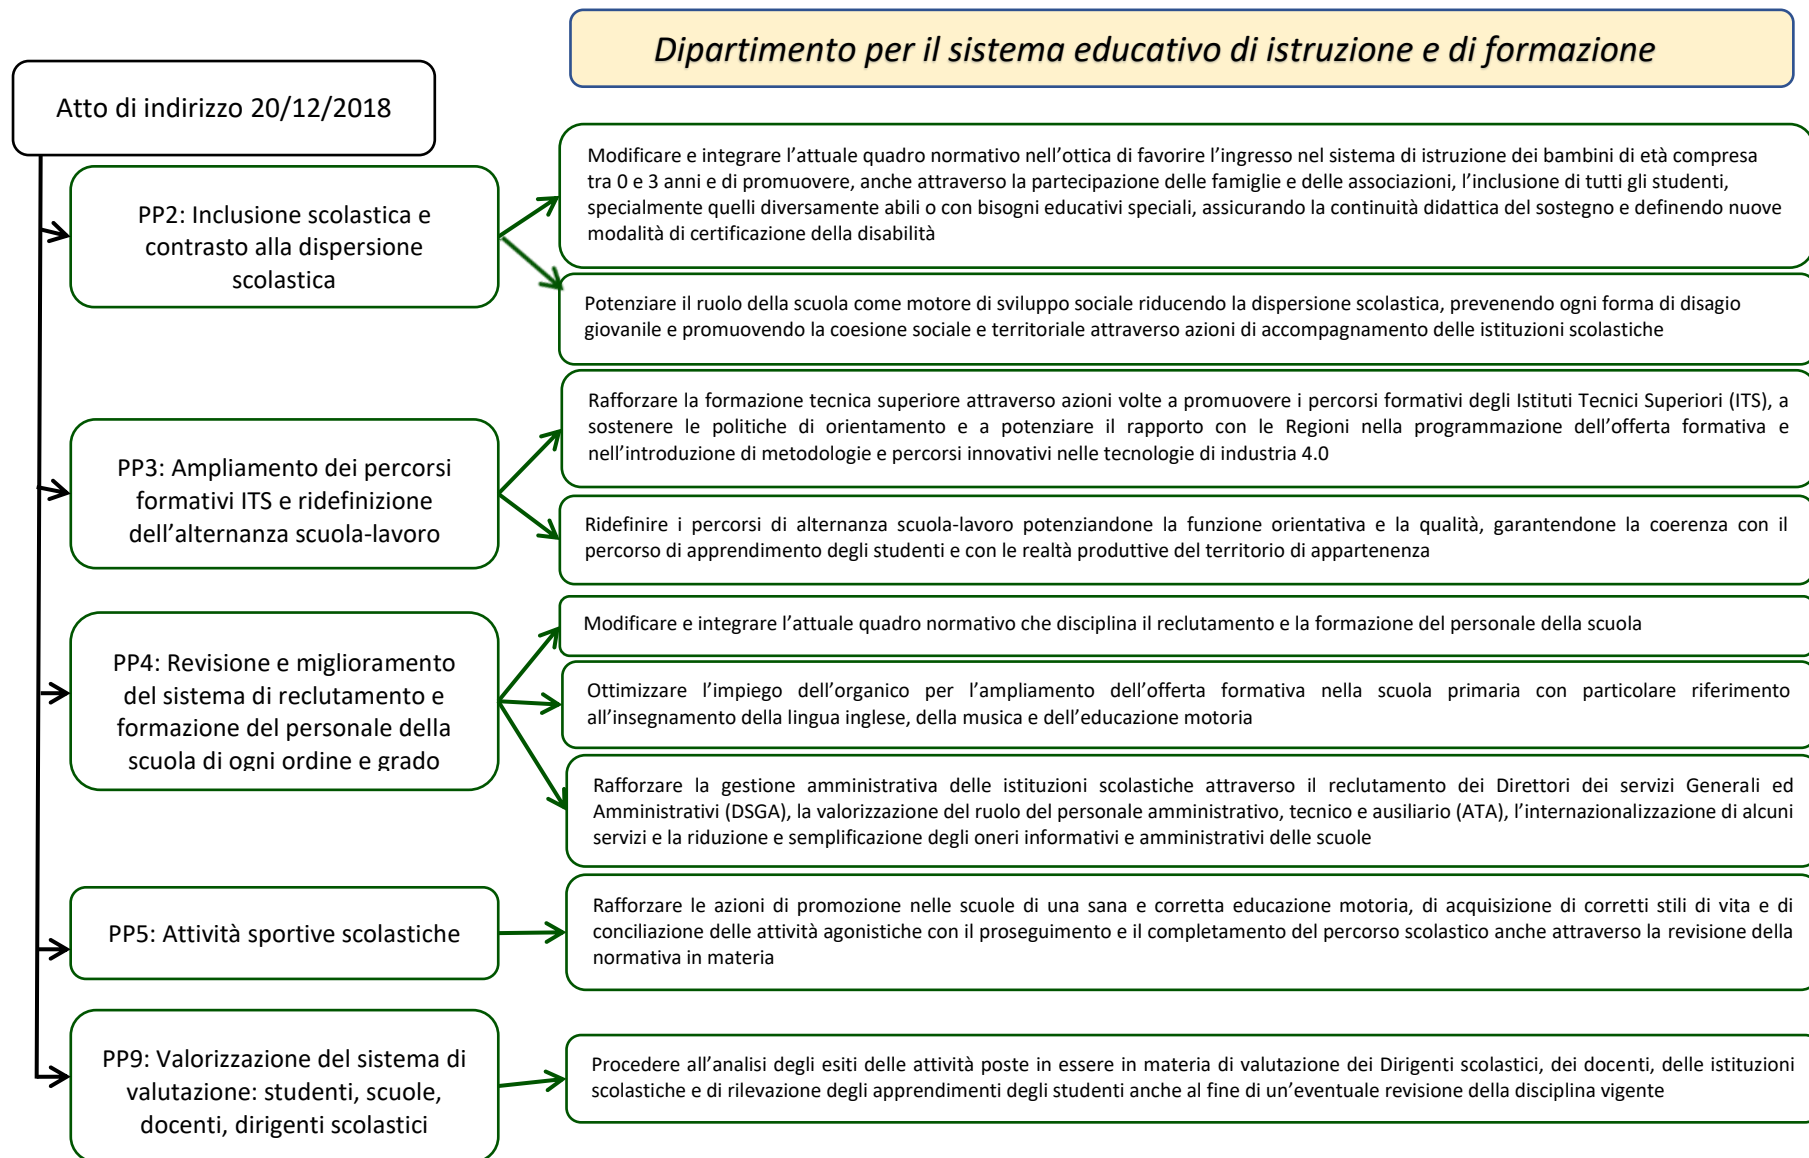 Dipartimento per il sistema educativo di istruzione e di formazione
Atto di indirizzo 20/12/2018
PP2: Inclusione scolastica e
contrasto alla dispersione
scolastica
Modificare e integrare l’attuale quadro normativo nell’ottica di favorire l’ingresso nel sistema di istruzione dei bambini di età compresa
tra 0 e 3 anni e di promuovere, anche attraverso la partecipazione delle famiglie e delle associazioni, l’inclusione di tutti gli studenti,
specialmente quelli diversamente abili o con bisogni educativi speciali, assicurando la continuità didattica del sostegno e definendo nuove
modalità di certificazione della disabilità
Potenziare il ruolo della scuola come motore di sviluppo sociale riducendo la dispersione scolastica, prevenendo ogni forma di disagio
giovanile e promuovendo la coesione sociale e territoriale attraverso azioni di accompagnamento delle istituzioni scolastiche
PP3: Ampliamento dei percorsi
formativi ITS e ridefinizione
dell’alternanza scuola-lavoro
Rafforzare la formazione tecnica superiore attraverso azioni volte a promuovere i percorsi formativi degli Istituti Tecnici Superiori (ITS), a
sostenere le politiche di orientamento e a potenziare il rapporto con le Regioni nella programmazione dell’offerta formativa e
nell’introduzione di metodologie e percorsi innovativi nelle tecnologie di industria 4.0
Ridefinire i percorsi di alternanza scuola-lavoro potenziandone la funzione orientativa e la qualità, garantendone la coerenza con il
percorso di apprendimento degli studenti e con le realtà produttive del territorio di appartenenza
PP4: Revisione e miglioramento
del sistema di reclutamento e
formazione del personale della
scuola di ogni ordine e grado
Modificare e integrare l’attuale quadro normativo che disciplina il reclutamento e la formazione del personale della scuola
Ottimizzare l’impiego dell’organico per l’ampliamento dell’offerta formativa nella scuola primaria con particolare riferimento
all’insegnamento della lingua inglese, della musica e dell’educazione motoria
Rafforzare la gestione amministrativa delle istituzioni scolastiche attraverso il reclutamento dei Direttori dei servizi Generali ed
Amministrativi (DSGA), la valorizzazione del ruolo del personale amministrativo, tecnico e ausiliario (ATA), l’internazionalizzazione di alcuni
servizi e la riduzione e semplificazione degli oneri informativi e amministrativi delle scuole
PP5: Attività sportive scolastiche
Rafforzare le azioni di promozione nelle scuole di una sana e corretta educazione motoria, di acquisizione di corretti stili di vita e di
conciliazione delle attività agonistiche con il proseguimento e il completamento del percorso scolastico anche attraverso la revisione della
normativa in materia
PP9: Valorizzazione del sistema di
valutazione: studenti, scuole,
docenti, dirigenti scolastici
Procedere all’analisi degli esiti delle attività poste in essere in materia di valutazione dei Dirigenti scolastici, dei docenti, delle istituzioni
scolastiche e di rilevazione degli apprendimenti degli studenti anche al fine di un’eventuale revisione della disciplina vigente